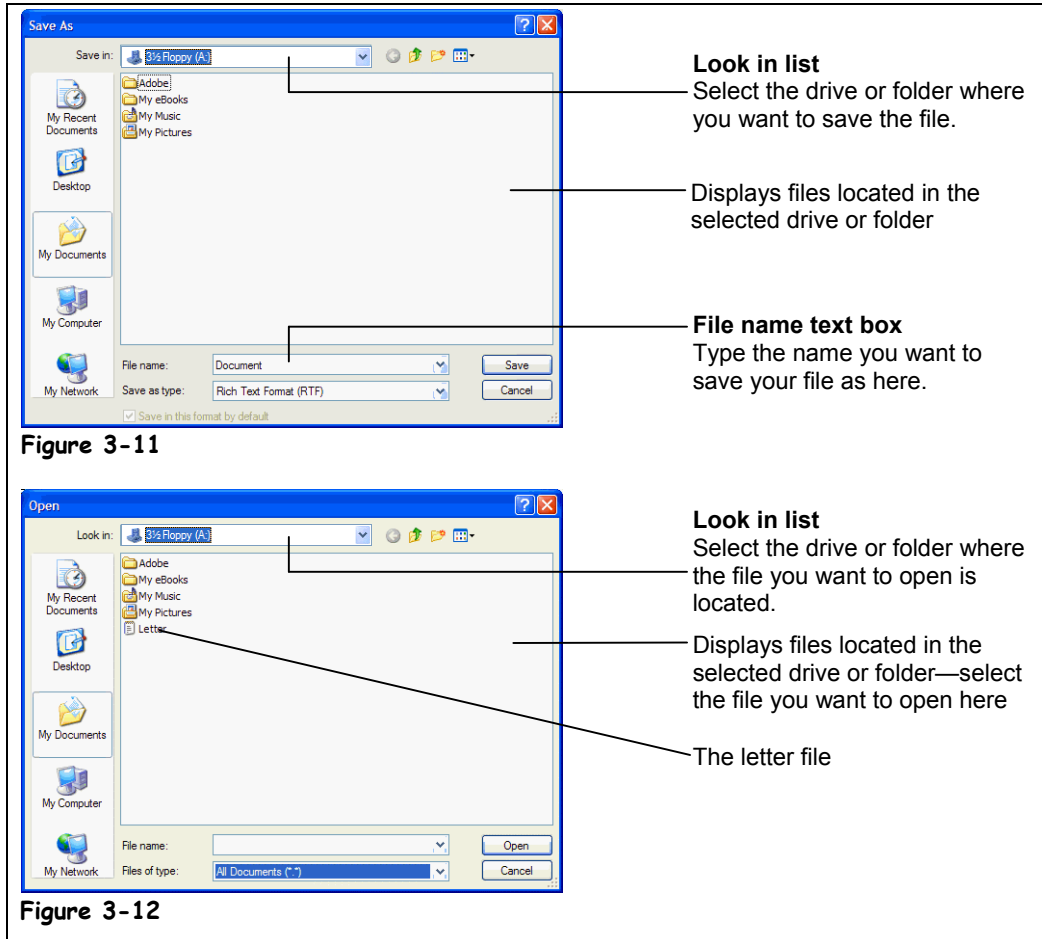 Save As
Save in:
3½ Floppy (A:)
Adobe
My eBooks
My Music
My Pictures
My Recent
Documents
Desktop
My Documents
My Computer
My Network
File name:
Document
Save
Save as type:
Rich Text Format (RTF)
Cancel
Save in this format by default
Look in list
Select the drive or folder where
you want to save the file.
Displays files located in the
selected drive or folder
File name text box
Type the name you want to
save your file as here.
Figure 3-11
Open
Look in:
3½ Floppy (A:)
Adobe
My eBooks
My Music
My Pictures
Letter
My Recent
Documents
Desktop
My Documents
My Computer
My Network
File name:
Open
Files of type:
All Documents (*.*)
Cancel
Look in list
Select the drive or folder where
the file you want to open is
located.
Displays files located in the
selected drive or folder—select
the file you want to open here
The letter file
Figure 3-12